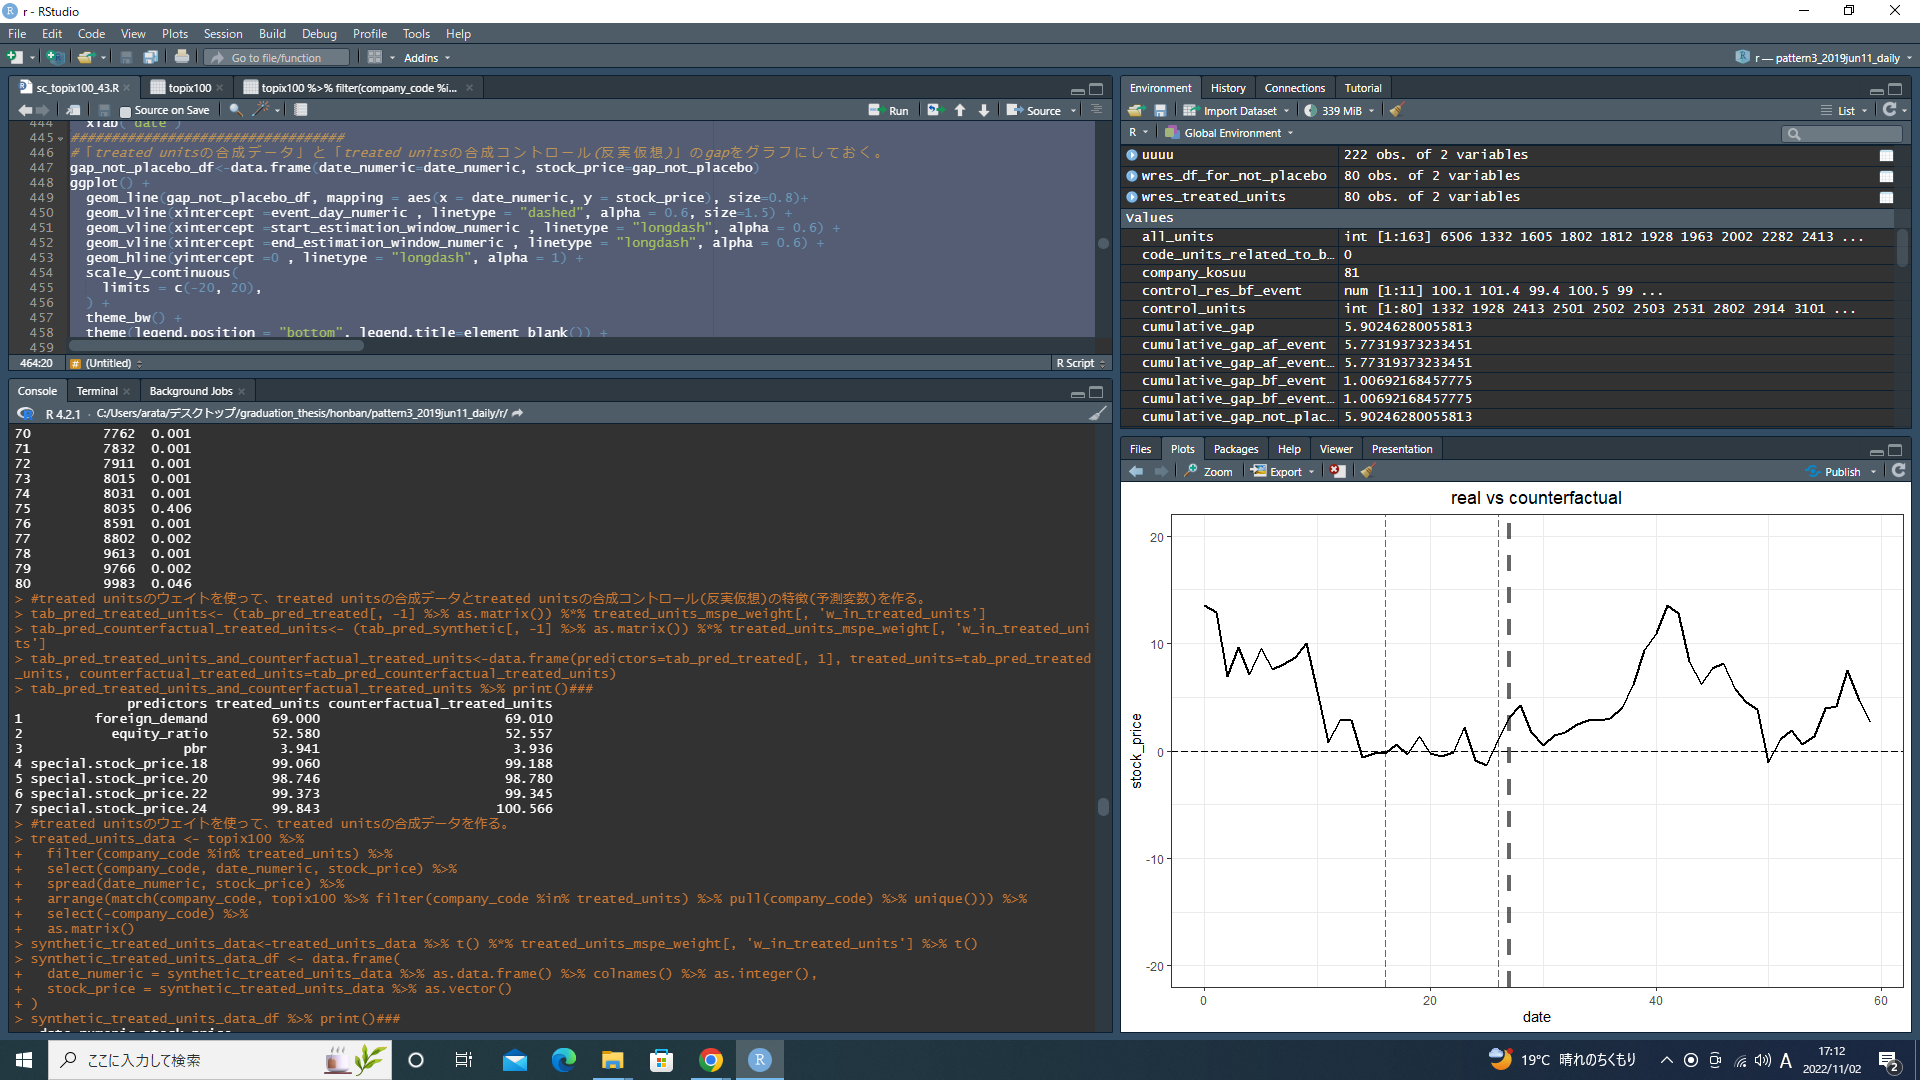 r - RStudio
File Edit Code View Plots Session Build Debug Profile Tools Help
Go to file/function Addins
r — pattern3_2019jun11_daily
sc_topix100_43.R topix100 topix100 %>% filter(company_code %i...
Source on Save Run Source
444 xlab("date")
445 #################################
446 #「treated unitsの合成データ」と「treated unitsの合成コントロール(反実仮想)」のgapをグラフにしておく。
447 gap_not_placebo_df<-data.frame(date_numeric=date_numeric, stock_price=gap_not_placebo)
448 ggplot() +
449 geom_line(gap_not_placebo_df, mapping = aes(x = date_numeric, y = stock_price), size=0.8)+
450 geom_vline(xintercept =event_day_numeric , linetype = "dashed", alpha = 0.6, size=1.5) +
451 geom_vline(xintercept =start_estimation_window_numeric , linetype = "longdash", alpha = 0.6) +
452 geom_vline(xintercept =end_estimation_window_numeric , linetype = "longdash", alpha = 0.6) +
453 geom_hline(yintercept =0 , linetype = "longdash", alpha = 1) +
454 scale_y_continuous(
455 limits = c(-20, 20),
456 ) +
457 theme_bw() +
458 theme(legend.position = "bottom", legend.title=element_blank()) +
459
464:20 (Untitled) R Script
Console Terminal Background Jobs
R 4.2.1 · C:/Users/arata/デスクトップ/graduation_thesis/honban/pattern3_2019jun11_daily/r/
70 7762 0.001
71 7832 0.001
72 7911 0.001
73 8015 0.001
74 8031 0.001
75 8035 0.406
76 8591 0.001
77 8802 0.002
78 9613 0.001
79 9766 0.002
80 9983 0.046
> #treated unitsのウェイトを使って、treated unitsの合成データとtreated unitsの合成コントロール(反実仮想)の特徴(予測変数)を作る。
> tab_pred_treated_units<- (tab_pred_treated[, -1] %>% as.matrix()) %*% treated_units_mspe_weight[, 'w_in_treated_units']
> tab_pred_counterfactual_treated_units<- (tab_pred_synthetic[, -1] %>% as.matrix()) %*% treated_units_mspe_weight[, 'w_in_treated_uni
ts']
> tab_pred_treated_units_and_counterfactual_treated_units<-data.frame(predictors=tab_pred_treated[, 1], treated_units=tab_pred_treated
_units, counterfactual_treated_units=tab_pred_counterfactual_treated_units)
> tab_pred_treated_units_and_counterfactual_treated_units %>% print()###
predictors treated_units counterfactual_treated_units
1 foreign_demand 69.000 69.010
2 equity_ratio 52.580 52.557
3 pbr 3.941 3.936
4 special.stock_price.18 99.060 99.188
5 special.stock_price.20 98.746 98.780
6 special.stock_price.22 99.373 99.345
7 special.stock_price.24 99.843 100.566
> #treated unitsのウェイトを使って、treated unitsの合成データを作る。
> treated_units_data <- topix100 %>%
+ filter(company_code %in% treated_units) %>%
+ select(company_code, date_numeric, stock_price) %>%
+ spread(date_numeric, stock_price) %>%
+ arrange(match(company_code, topix100 %>% filter(company_code %in% treated_units) %>% pull(company_code) %>% unique())) %>%
+ select(-company_code) %>%
+ as.matrix()
> synthetic_treated_units_data<-treated_units_data %>% t() %*% treated_units_mspe_weight[, 'w_in_treated_units'] %>% t()
> synthetic_treated_units_data_df <- data.frame(
+ date_numeric = synthetic_treated_units_data %>% as.data.frame() %>% colnames() %>% as.integer(),
+ stock_price = synthetic_treated_units_data %>% as.vector()
+ )
> synthetic_treated_units_data_df %>% print()###
date_numeric stock_price
Environment History Connections Tutorial
Import Dataset 339 MiB List
R Global Environment
uuuu 222 obs. of 2 variables
wres_df_for_not_placebo 80 obs. of 2 variables
wres_treated_units 80 obs. of 2 variables
Values
all_units int [1:163] 6506 1332 1605 1802 1812 1928 1963 2002 2282 2413 ...
code_units_related_to_b... 0
company_kosuu 81
control_res_bf_event num [1:11] 100.1 101.4 99.4 100.5 99 ...
control_units int [1:80] 1332 1928 2413 2501 2502 2503 2531 2802 2914 3101 ...
cumulative_gap 5.90246280055813
cumulative_gap_af_event 5.77319373233451
cumulative_gap_af_event... 5.77319373233451
cumulative_gap_bf_event 1.00692168457775
cumulative_gap_bf_event... 1.00692168457775
cumulative_gap_not_plac... 5.90246280055813
Files Plots Packages Help Viewer Presentation
Zoom Export Publish
real vs counterfactual
20
10
0
-10
-20
stock_price
0 20 40 60
date
ここに入力して検索
19°C 晴れのちくもり
A
17:12
2022/11/02
2